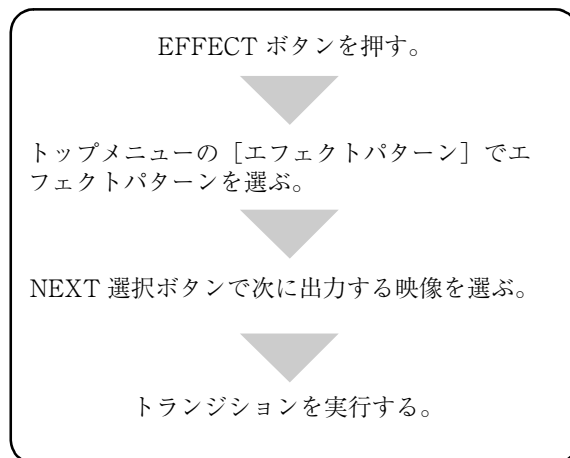 EFFECT ボタンを押す。
トップメニューの［エフェクトパターン］でエ
フェクトパターンを選ぶ。
NEXT 選択ボタンで次に出力する映像を選ぶ。
トランジションを実行する。